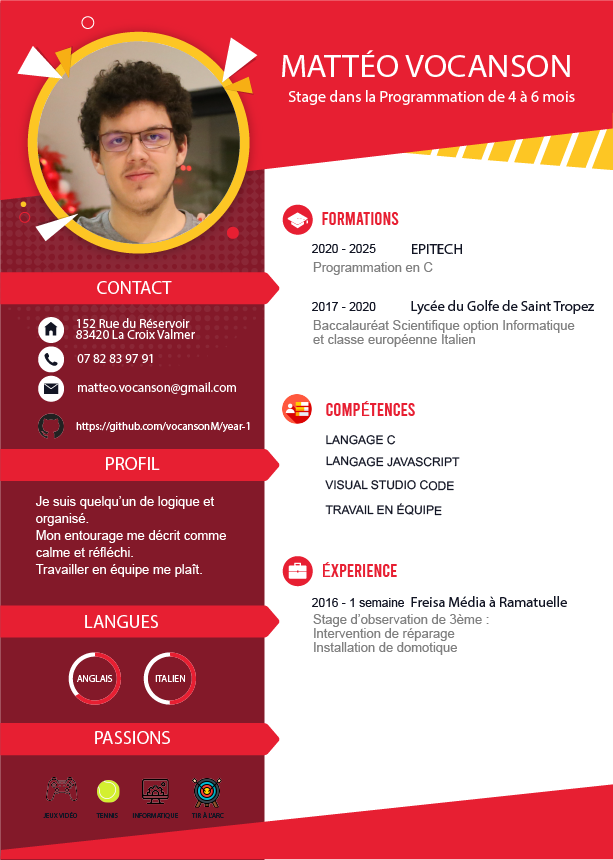 MATTÉO VOCANSON
Stage dans la Programmation de 4 à 6 mois
CONTACT
152 Rue du Réservoir
83420 La Croix Valmer
07 82 83 97 91
matteo.vocanson@gmail.com
https://github.com/vocansonM/year-1
PROFIL
Je suis quelqu'un de logique et
organisé.
Mon entourage me décrit comme
calme et réfléchi.
Travailler en équipe me plaît.
LANGUES
ANGLAIS
ITALIEN
PASSIONS
JEUX VIDÉO
TENNIS
INFORMATIQUE
TIR À L'ARC
FORMATIONS
2020 - 2025 EPITECH
Programmation en C
2017 - 2020 Lycée du Golfe de Saint Tropez
Baccalauréat Scientifique option Informatique
et classe européenne Italien
COMPÉTENCES
LANGAGE C
LANGAGE JAVASCRIPT
VISUAL STUDIO CODE
TRAVAIL EN ÉQUIPE
ÉXPERIENCE
2016 - 1 semaine Freisa Média à Ramatuelle
Stage d'observation de 3ème :
Intervention de réparage
Installation de domotique